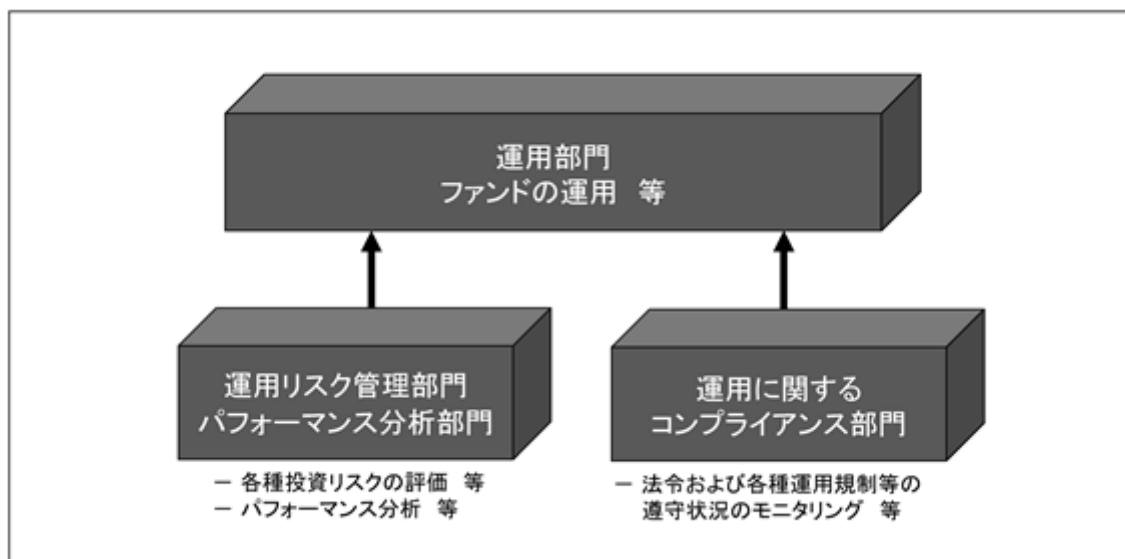 運用部門
ファンドの運用 等
運用リスク管理部門
パフォーマンス分析部門
－ 各種投資リスクの評価 等
－ パフォーマンス分析 等
運用に関する
コンプライアンス部門
－ 法令および各種運用規制等の
遵守状況のモニタリング 等